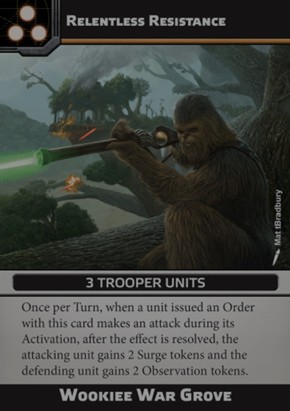 Relentless Resistance
Mat tBradbury
3 TROOPER UNITS
Once per Turn, when a unit issued an Order
with this card makes an attack during its
Activation, after the effect is resolved, the
attacking unit gains 2 Surge tokens and the
defending unit gains 2 Observation tokens.
Wookiee War Grove